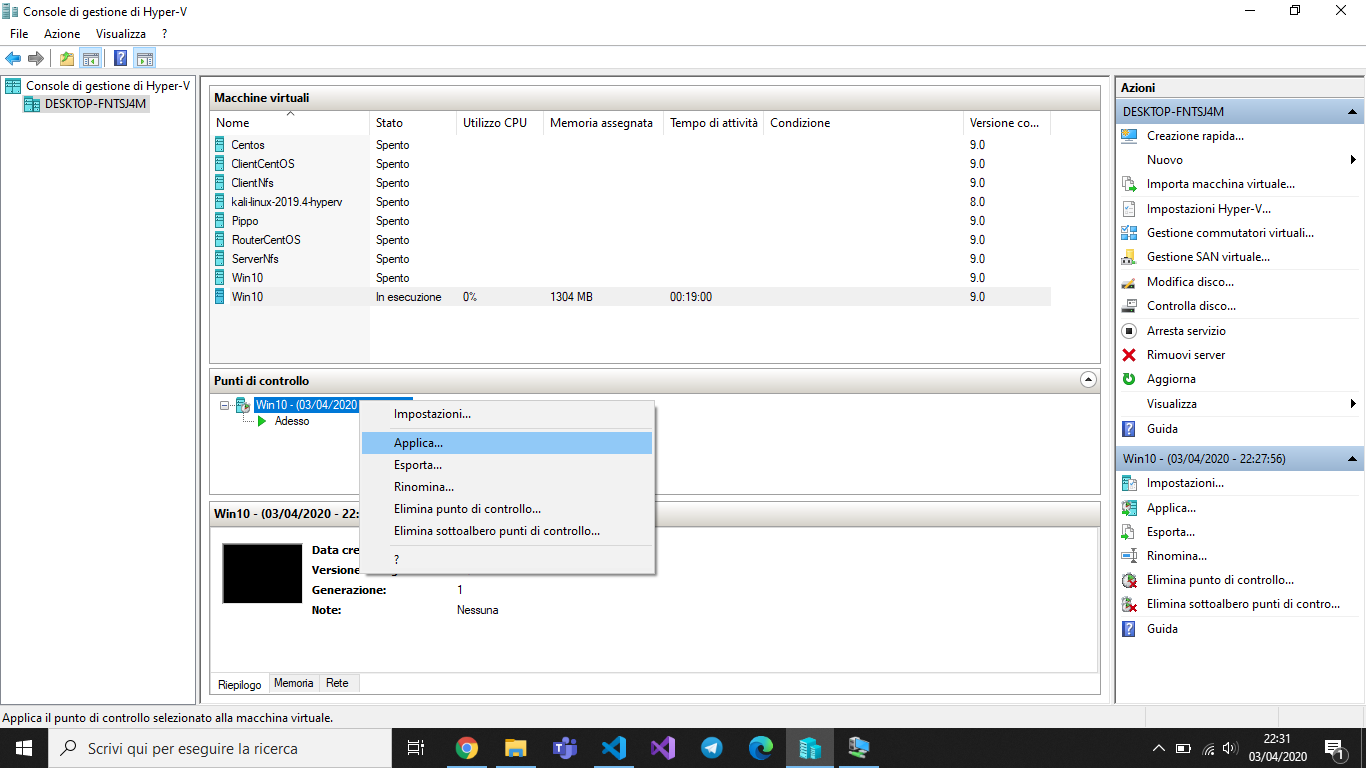 Console di gestione di Hyper-V
File Azione Visualizza ?
Console di gestione di Hyper-V
DESKTOP-FNTSJ4M
Macchine virtuali
Nome Stato Utilizzo CPU Memoria assegnata Tempo di attività Condizione Versione co...
Centos Spento 9.0
ClientCentOS Spento 9.0
ClientNfs Spento 9.0
kali-linux-2019.4-hyperv Spento 8.0
Pippo Spento 9.0
RouterCentOS Spento 9.0
ServerNfs Spento 9.0
Win10 Spento 9.0
Win10 In esecuzione 0% 1304 MB 00:19:00 9.0
Punti di controllo
Win10 - (03/04/2020
Adesso
Impostazioni...
Applica...
Esporta...
Rinomina...
Elimina punto di controllo...
Elimina sottoalbero punti di controllo...
?
Win10 - (03/04/2020 - 22:
Data cre
Versione
Generazione: 1
Note: Nessuna
Riepilogo Memoria Rete
Azioni
DESKTOP-FNTSJ4M
Creazione rapida...
Nuovo
Importa macchina virtuale...
Impostazioni Hyper-V...
Gestione commutatori virtuali...
Gestione SAN virtuale...
Modifica disco...
Controlla disco...
Arresta servizio
Rimuovi server
Aggiorna
Visualizza
Guida
Win10 - (03/04/2020 - 22:27:56)
Impostazioni...
Applica...
Esporta...
Rinomina...
Elimina punto di controllo...
Elimina sottoalbero punti di contro...
Guida
Applica il punto di controllo selezionato alla macchina virtuale.
Scrivi qui per eseguire la ricerca
22:31
03/04/2020
1